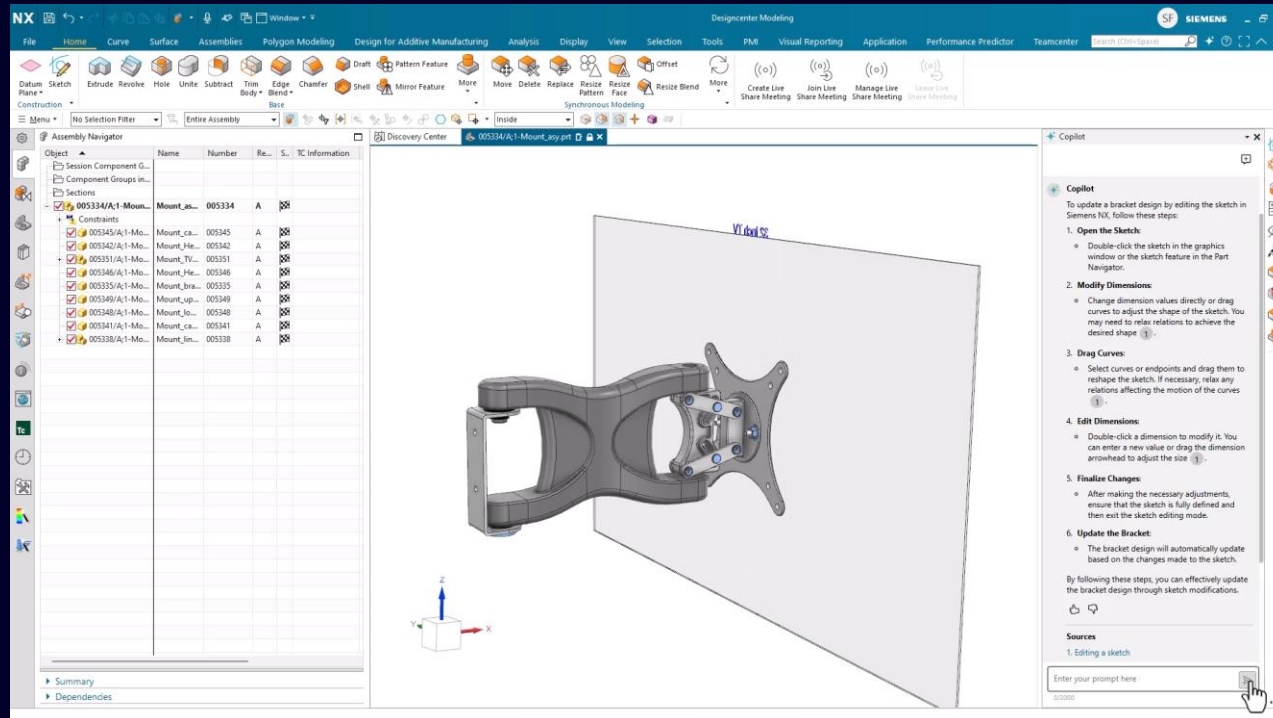 NX
Window
Designcenter Modeling
SF
SIEMENS
File
Home
Curve
Surface
Assemblies
Polygon Modeling
Design for Additive Manufacturing
Analysis
Display
View
Selection
Tools
PMI
Visual Reporting
Application
Performance Predictor
Teamcenter
Search (Ctrl+Space)
Datum Plane
Sketch
Extrude
Revolve
Hole
Unite
Subtract
Trim Body
Edge Blend
Chamfer
Draft
Shell
Pattern Feature
Mirror Feature
More
Move
Delete
Replace
Resize Pattern
Resize Face
Offset
Resize Blend
More
Create Live Share Meeting
Join Live Share Meeting
Manage Live Share Meeting
Leave Live Share Meeting
Construction
Base
Synchronous Modeling
Menu
No Selection Filter
Entire Assembly
Inside
Assembly Navigator
Discovery Center
005334/A;1-Mount_asy.prt
Copilot
Object Name Number Re... S.. TC Information
Session Component G...
Component Groups in...
Sections
005334/A;1-Moun... Mount_as... 005334 A
Constraints
005345/A;1-Mo... Mount_ca... 005345 A
005342/A;1-Mo... Mount_He... 005342 A
005351/A;1-Mo... Mount_TV... 005351 A
005346/A;1-Mo... Mount_He... 005346 A
005335/A;1-Mo... Mount_bra... 005335 A
005349/A;1-Mo... Mount_up... 005349 A
005348/A;1-Mo... Mount_lo... 005348 A
005341/A;1-Mo... Mount_ca... 005341 A
005338/A;1-Mo... Mount_lin... 005338 A
Summary
Dependencies
Tc
32 Inch TV
Z
Y
X
Copilot
To update a bracket design by editing the sketch in
Siemens NX, follow these steps:
1. Open the Sketch:
Double-click the sketch in the graphics
window or the sketch feature in the Part
Navigator.
2. Modify Dimensions:
Change dimension values directly or drag
curves to adjust the shape of the sketch. You
may need to relax relations to achieve the
desired shape 1 .
3. Drag Curves:
Select curves or endpoints and drag them to
reshape the sketch. If necessary, relax any
relations affecting the motion of the curves
1 .
4. Edit Dimensions:
Double-click a dimension to modify it. You
can enter a new value or drag the dimension
arrowhead to adjust the size 1 .
5. Finalize Changes:
After making the necessary adjustments,
ensure that the sketch is fully defined and
then exit the sketch editing mode.
6. Update the Bracket:
The bracket design will automatically update
based on the changes made to the sketch.
By following these steps, you can effectively update
the bracket design through sketch modifications.
Sources
1. Editing a sketch
Enter your prompt here
0/2000